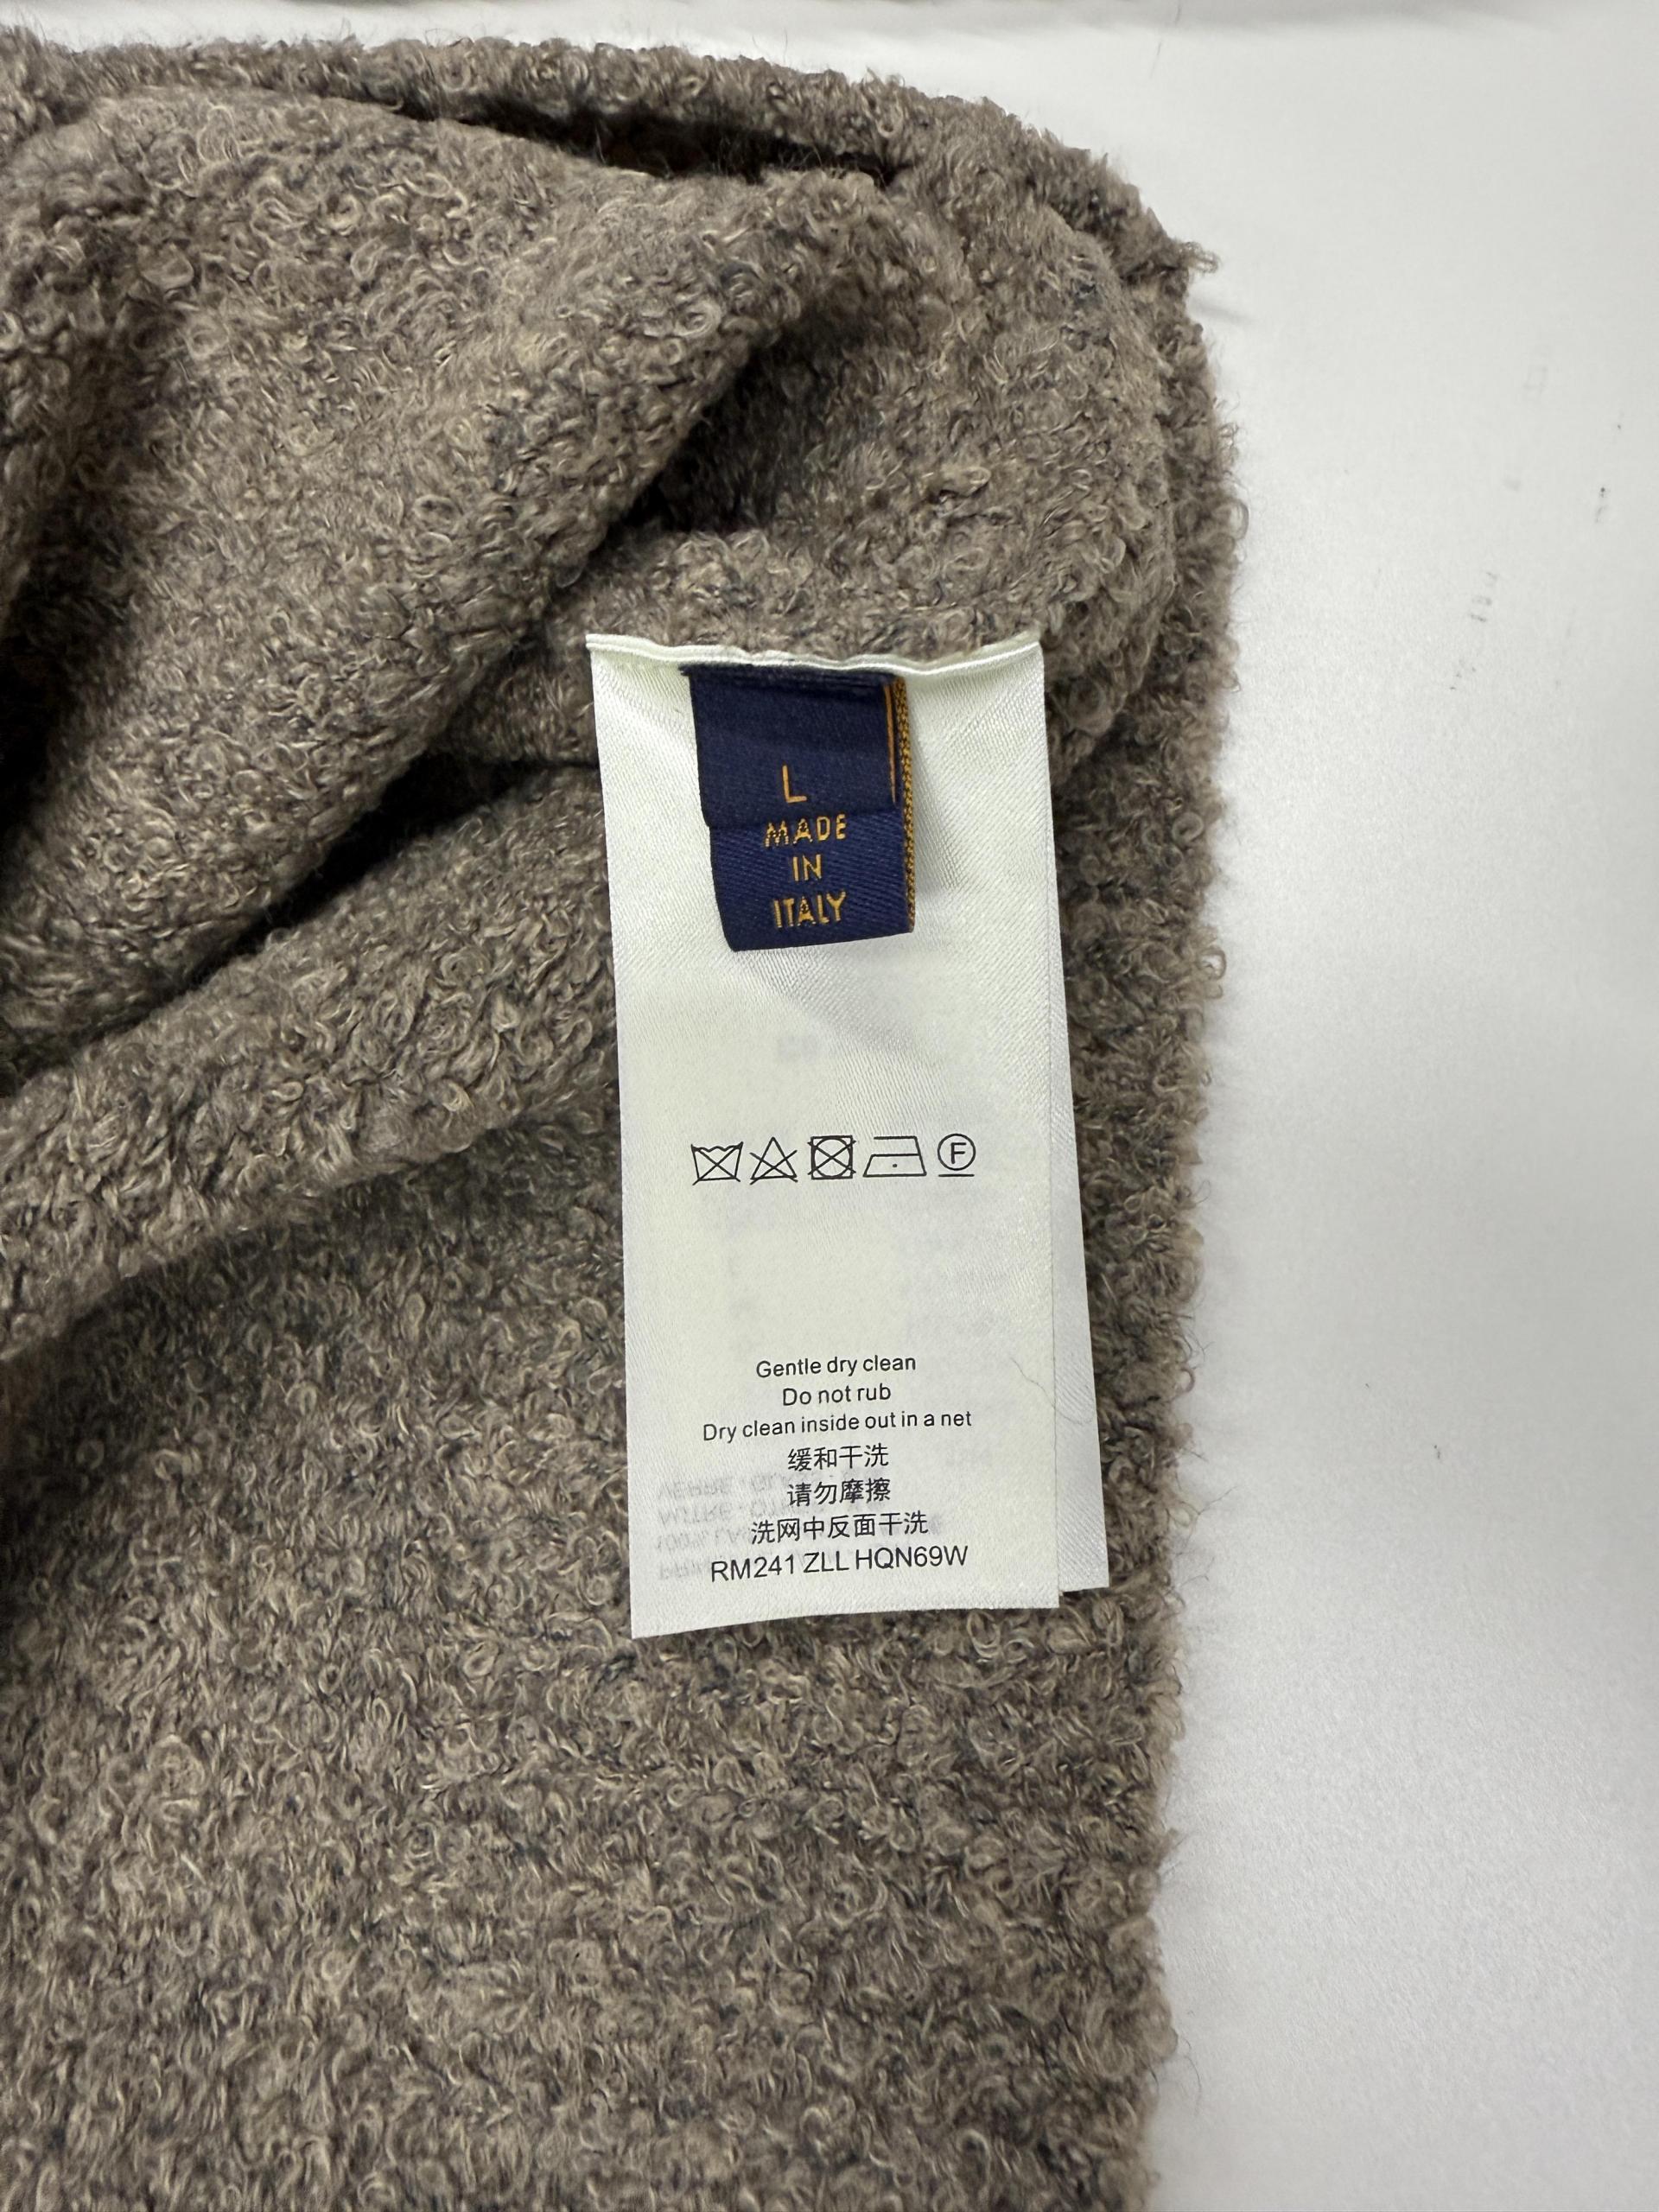 L
MADE
IN
ITALY
F
Gentle dry clean
Do not rub
Dry clean inside out in a net
缓和干洗
请勿摩擦
洗网中反面干洗
RM241 ZLL HQN69W